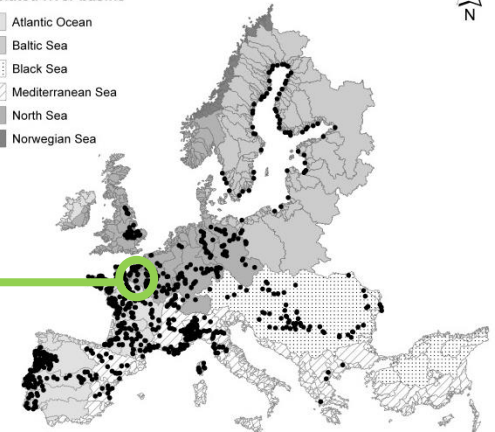 Atlantic Ocean
Baltic Sea
Black Sea
Mediterranean Sea
North Sea
Norwegian Sea
N